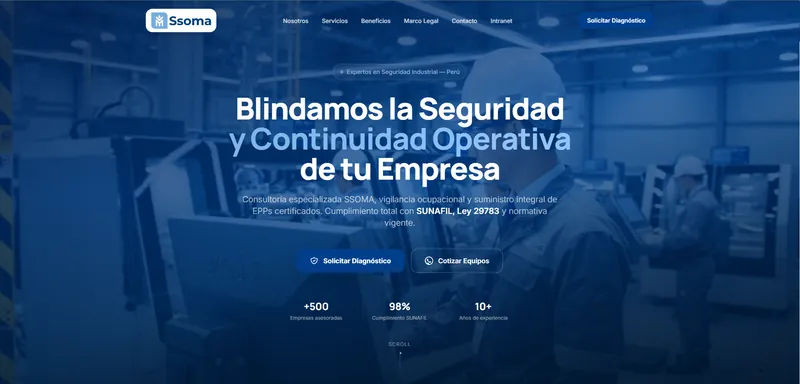 Ssoma
Nosotros
Servicios
Beneficios
Marco Legal
Contacto
Intranet
Solicitar Diagnóstico
Expertos en Seguridad Industrial — Perú
Blindamos la Seguridad
y Continuidad Operativa
de tu Empresa
Consultoría especializada SSOMA, vigilancia ocupacional y suministro integral de
EPPs certificados. Cumplimiento total con SUNAFIL, Ley 29783 y normativa
vigente.
Solicitar Diagnóstico
Cotizar Equipos
+500
98%
10+
Empresas asesoradas
Cumplimiento SUNAFIL
Años de experiencia
SCROLL